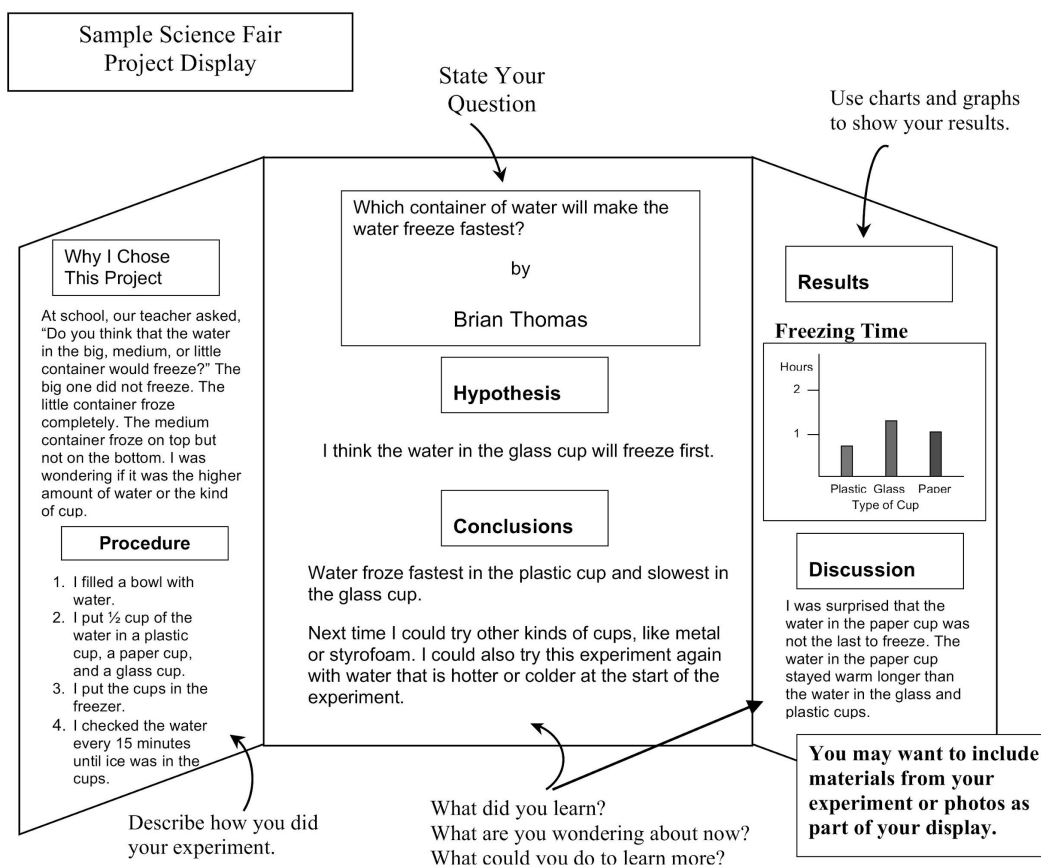 Sample Science Fair
Project Display
State Your
Question
Use charts and graphs
to show your results.
Why I Chose
This Project
At school, our teacher asked,
“Do you think that the water
in the big, medium, or little
container would freeze?” The
big one did not freeze. The
little container froze
completely. The medium
container froze on top but
not on the bottom. I was
wondering if it was the higher
amount of water or the kind
of cup.
Procedure
1. I filled a bowl with
water.
2. I put ½ cup of the
water in a plastic
cup, a paper cup,
and a glass cup.
3. I put the cups in the
freezer.
4. I checked the water
every 15 minutes
until ice was in the
cups.
Describe how you did
your experiment.
Which container of water will make the
water freeze fastest?
by
Brian Thomas
Hypothesis
I think the water in the glass cup will freeze first.
Conclusions
Water froze fastest in the plastic cup and slowest in
the glass cup.
Next time I could try other kinds of cups, like metal
or styrofoam. I could also try this experiment again
with water that is hotter or colder at the start of the
experiment.
What did you learn?
What are you wondering about now?
What could you do to learn more?
Results
Freezing Time
Hours
2
1
Plastic Glass Paper
Type of Cup
Discussion
I was surprised that the
water in the paper cup was
not the last to freeze. The
water in the paper cup
stayed warm longer than
the water in the glass and
plastic cups.
You may want to include
materials from your
experiment or photos as
part of your display.